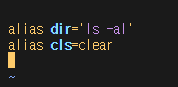 alias dir='ls -al'
alias cls=clear
~